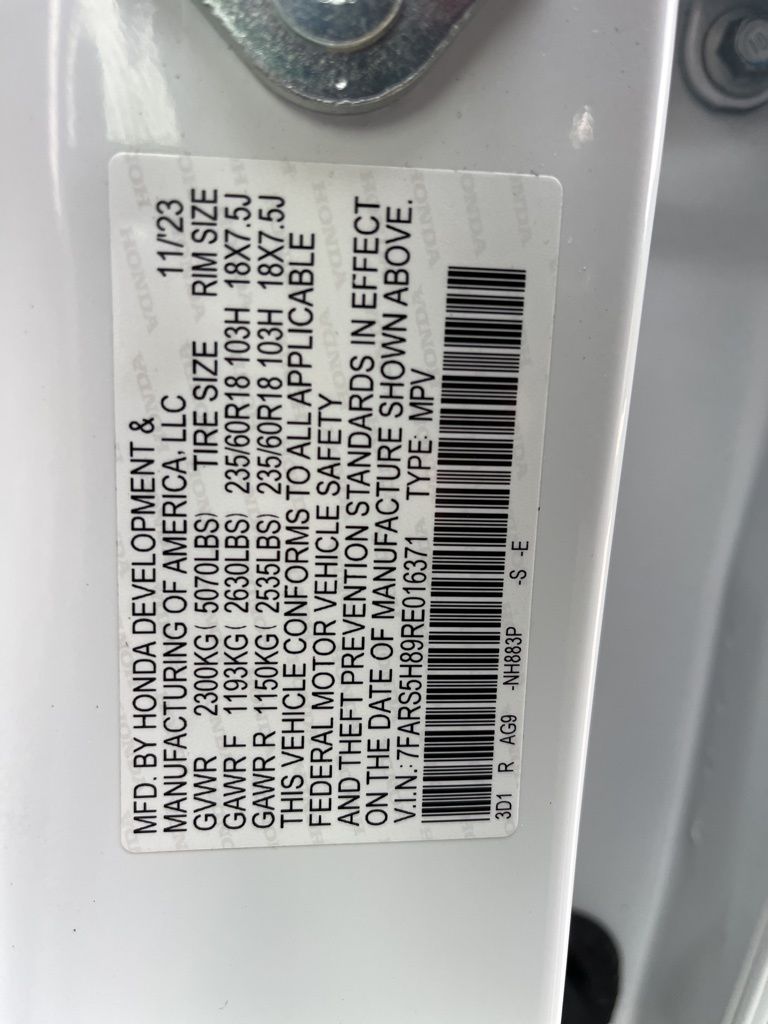 MFD. BY HONDA DEVELOPMENT &
MANUFACTURING OF AMERICA, LLC 11/'23
GVWR 2300KG( 5070LBS) TIRE SIZE RIM SIZE
GAWR F 1193KG( 2630LBS) 235/60R18 103H 18X7.5J
GAWR R 1150KG( 2535LBS) 235/60R18 103H 18X7.5J
THIS VEHICLE CONFORMS TO ALL APPLICABLE
FEDERAL MOTOR VEHICLE SAFETY
AND THEFT PREVENTION STANDARDS IN EFFECT
ON THE DATE OF MANUFACTURE SHOWN ABOVE.
V.I.N: 7FARS5H89RE016371 TYPE: MPV
3D1 R AG9 -NH883P -S -E